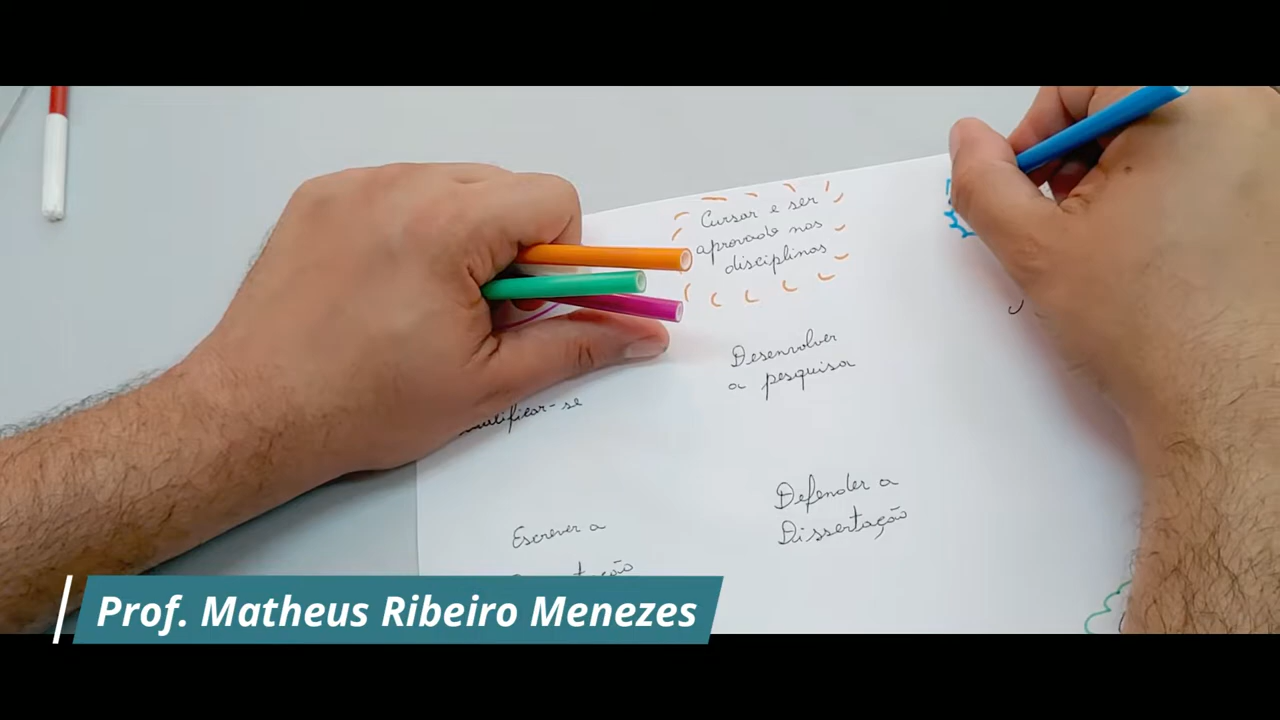 Cursar e ser
aprovado nas
disciplinas
Desenvolver
a pesquisa
Defender a
Dissertação
Escrever a
Prof. Matheus Ribeiro Menezes